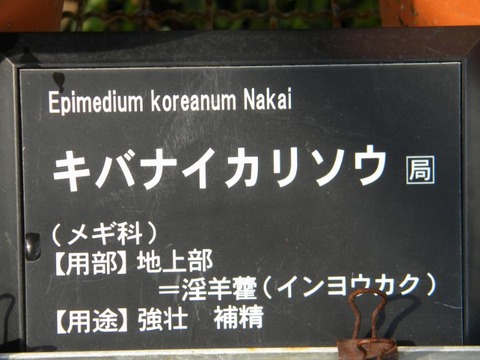 Epimedium koreanum Nakai
キバナイカリソウ 局
(メギ科)
【用部】地上部
＝淫羊藿(インヨウカク)
【用途】強壮 補精